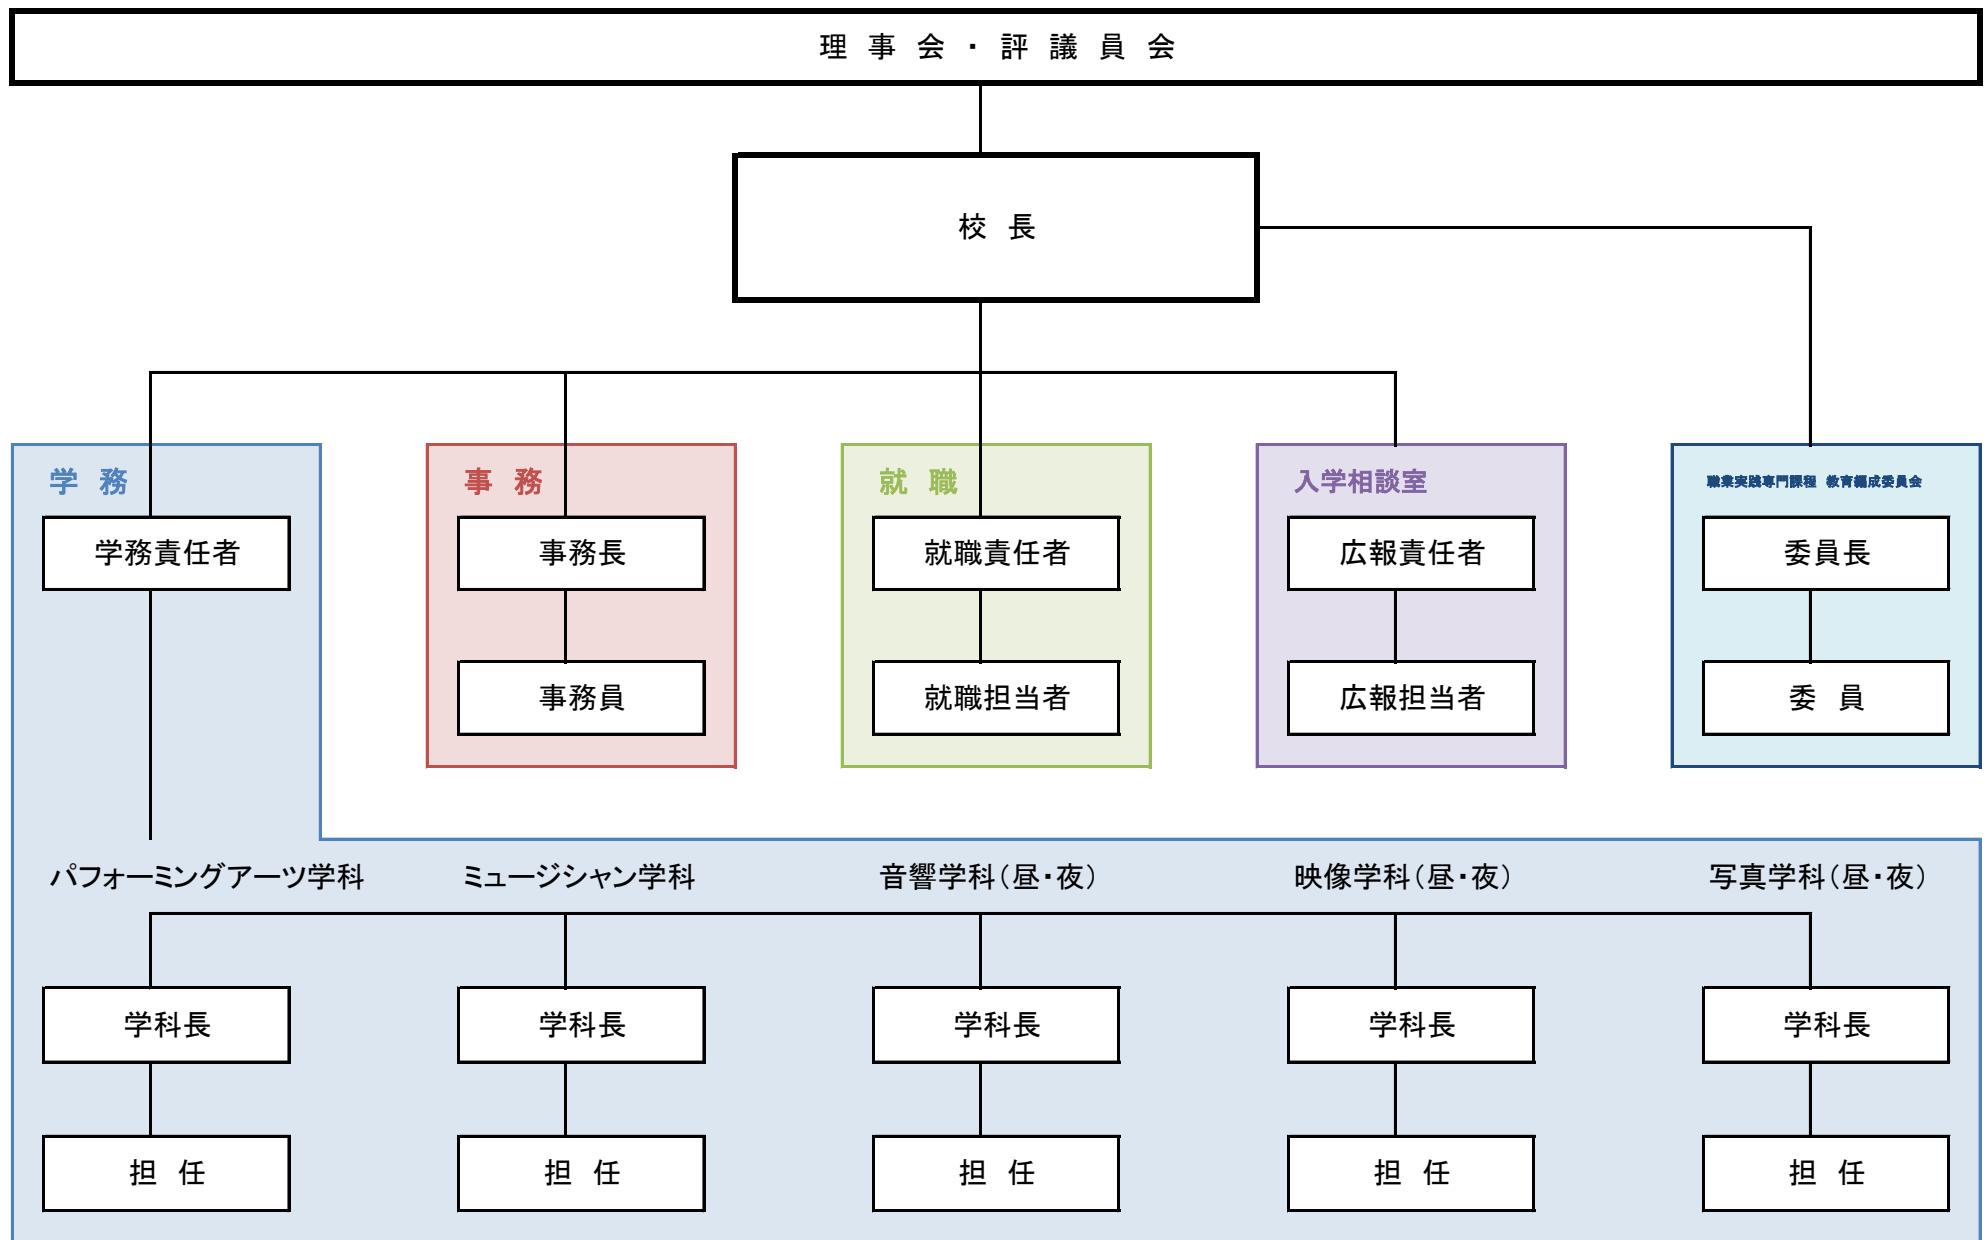 理 事 会 ・ 評 議 員 会
校 長
学 務
事 務
就 職
入学相談室
職業実践専門課程 教育編成委員会
学務責任者
事務長
就職責任者
広報責任者
委員長
事務員
就職担当者
広報担当者
委 員
パフォーミングアーツ学科
ミュージシャン学科
音響学科(昼・夜)
映像学科(昼・夜)
写真学科(昼・夜)
学科長
学科長
学科長
学科長
学科長
担 任
担 任
担 任
担 任
担 任